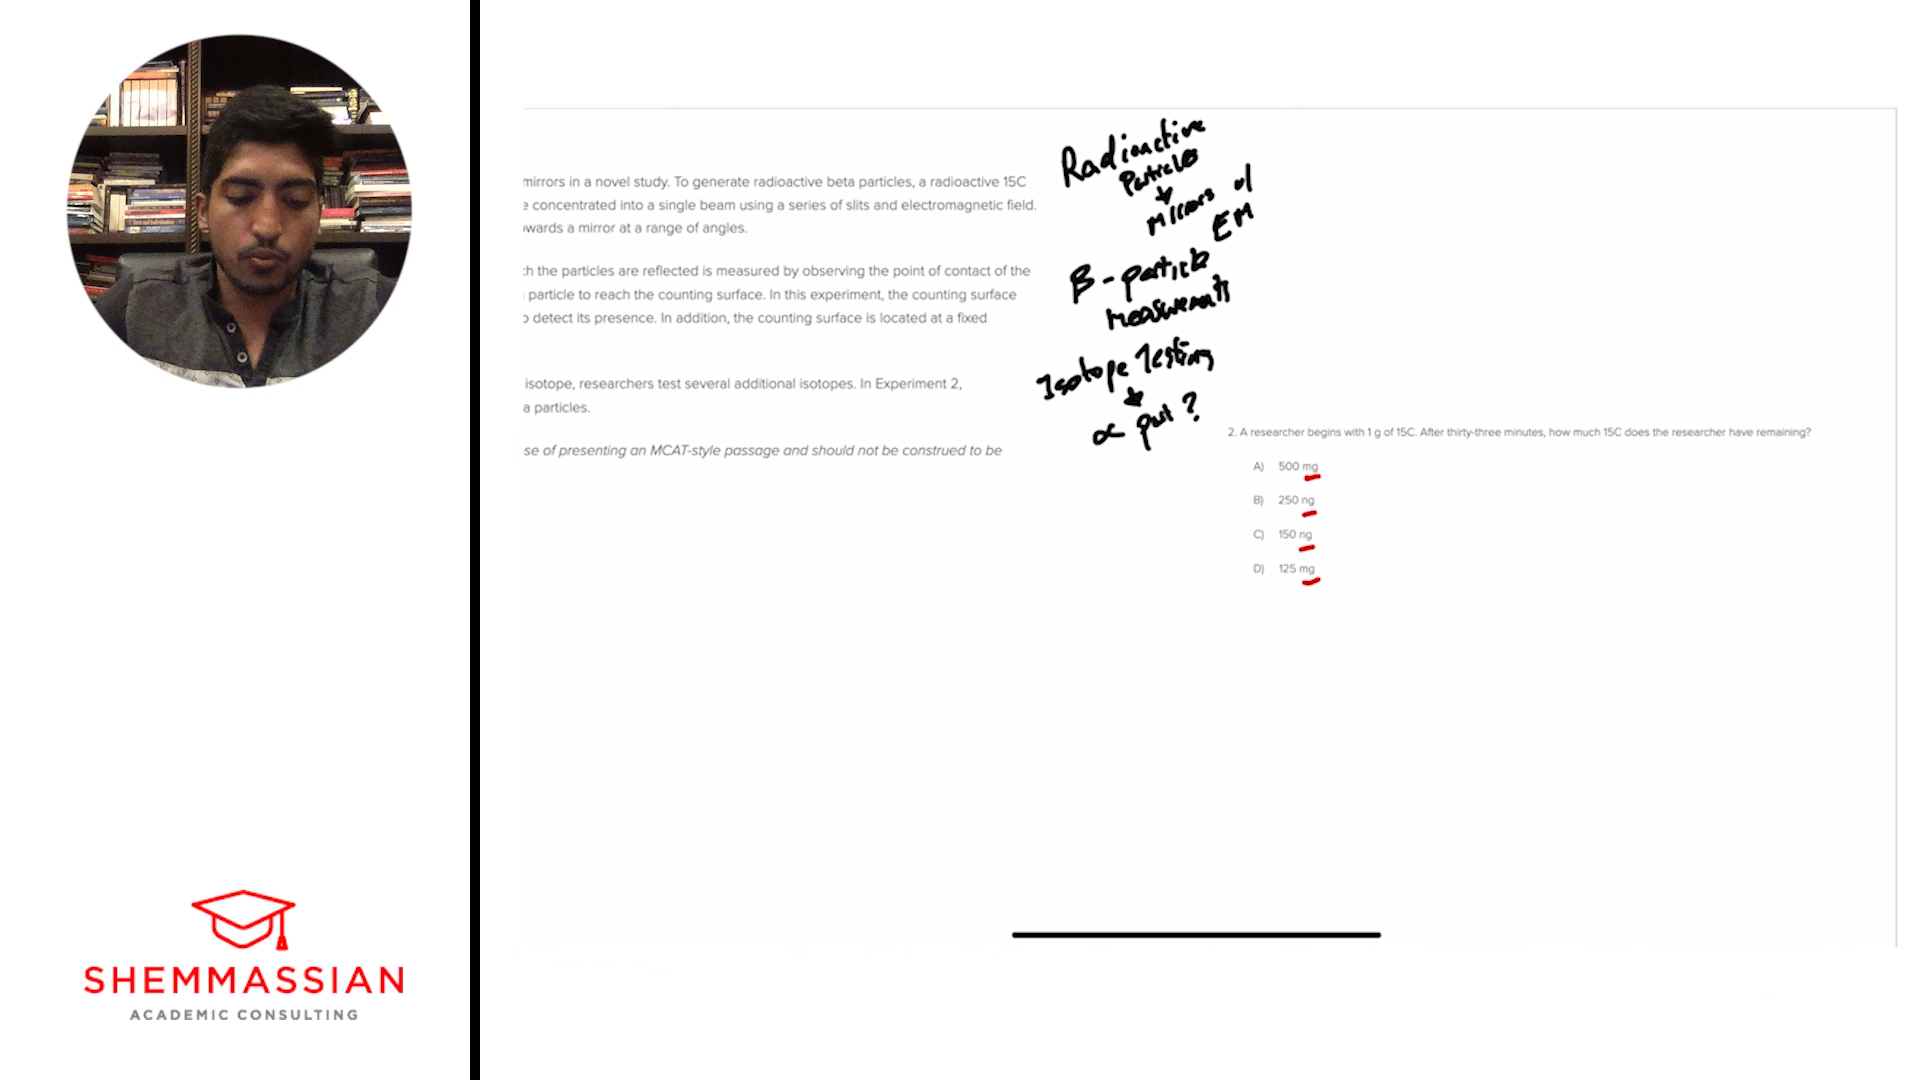 mirrors in a novel study. To generate radioactive beta particles, a radioactive 15C
e concentrated into a single beam using a series of slits and electromagnetic field.
wards a mirror at a range of angles.
ch the particles are reflected is measured by observing the point of contact of the
particle to reach the counting surface. In this experiment, the counting surface
o detect its presence. In addition, the counting surface is located at a fixed
isotope, researchers test several additional isotopes. In Experiment 2,
a particles.
se of presenting an MCAT-style passage and should not be construed to be
Radioactive
Particles
Mirrors w/
EM
β-particle
measurements
Isotope Testing
α part?
2. A researcher begins with 1 g of 15C. After thirty-three minutes, how much 15C does the researcher have remaining?
A) 500 mg
B) 250 ng
C) 150 ng
D) 125 mg
SHEMMASSIAN
ACADEMIC CONSULTING